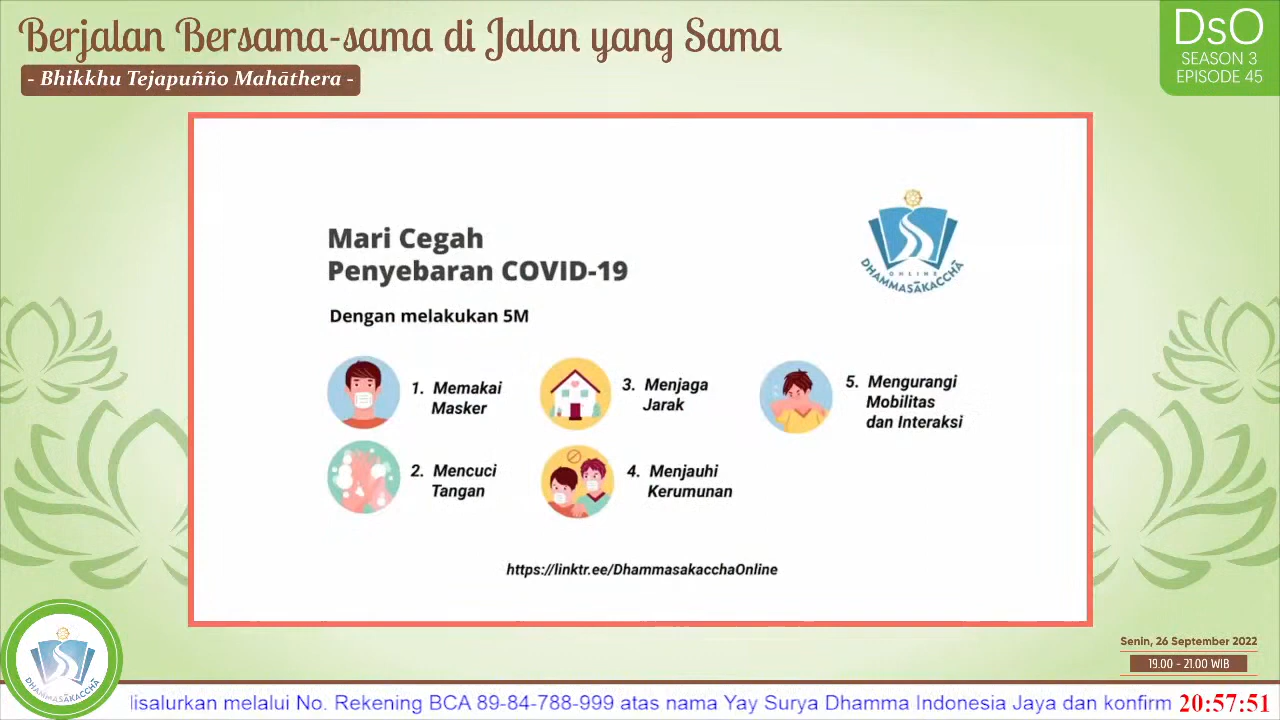 Berjalan Bersama-sama di Jalan yang Sama
- Bhikkhu Tejapuñño Mahāthera -
DsO
SEASON 3
EPISODE 45
Mari Cegah
Penyebaran COVID-19
Dengan melakukan 5M
ONLINE
DHAMMASĀKACCHĀ
1. Memakai
Masker
2. Mencuci
Tangan
3. Menjaga
Jarak
4. Menjauhi
Kerumunan
5. Mengurangi
Mobilitas
dan Interaksi
https://linktr.ee/DhammasakacchaOnline
DHAMMASĀKACCHĀ
Senin, 26 September 2022
19.00 - 21.00 WIB
lisalurkan melalui No. Rekening BCA 89-84-788-999 atas nama Yay Surya Dhamma Indonesia Jaya dan konfirm
20:57:51